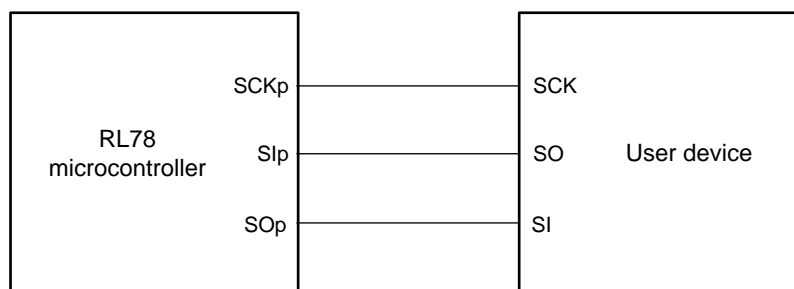 SCKp
SCK
RL78
microcontroller
SIp
SO
User device
SOp
SI